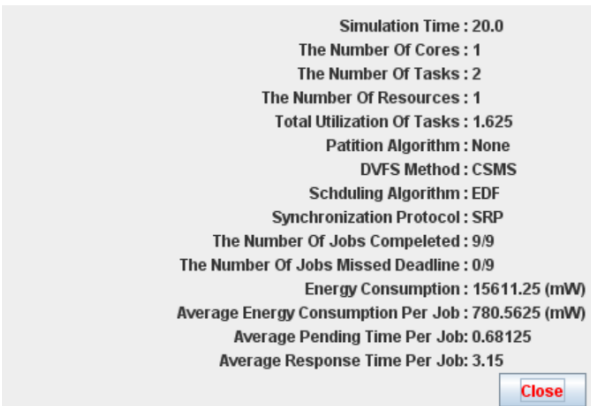 Simulation Time : 20.0
The Number Of Cores : 1
The Number Of Tasks : 2
The Number Of Resources : 1
Total Utilization Of Tasks : 1.625
Patition Algorithm : None
DVFS Method : CSMS
Schduling Algorithm : EDF
Synchronization Protocol : SRP
The Number Of Jobs Compeleted : 9/9
The Number Of Jobs Missed Deadline : 0/9
Energy Consumption : 15611.25 (mW)
Average Energy Consumption Per Job : 780.5625 (mW)
Average Pending Time Per Job: 0.68125
Average Response Time Per Job: 3.15
Close